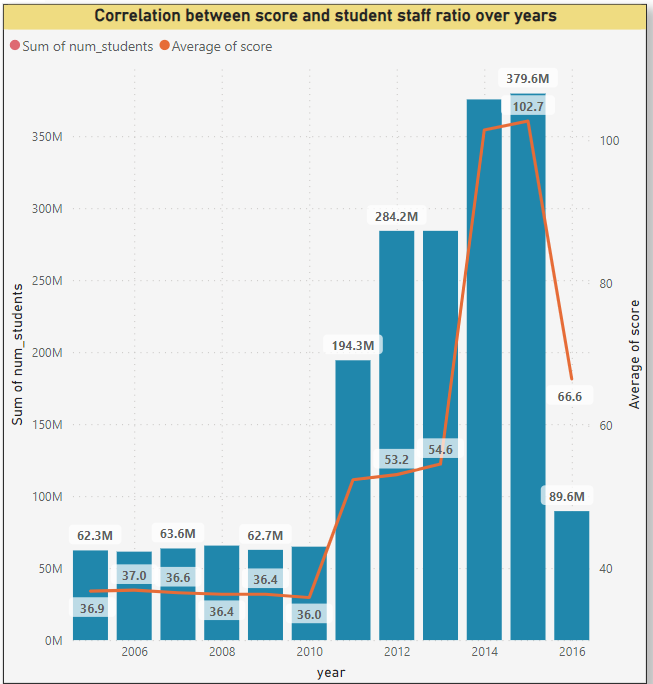 Correlation between score and student staff ratio over years
Sum of num_students Average of score
379.6M
102.7
350M
100
300M
284.2M
250M
80
200M
194.3M
150M
66.6
60
54.6
53.2
100M
89.6M
62.3M 63.6M 62.7M
50M
40
37.0 36.6 36.4
36.9 36.4 36.0
0M
2006 2008 2010 2012 2014 2016
year
Sum of num_students
Average of score